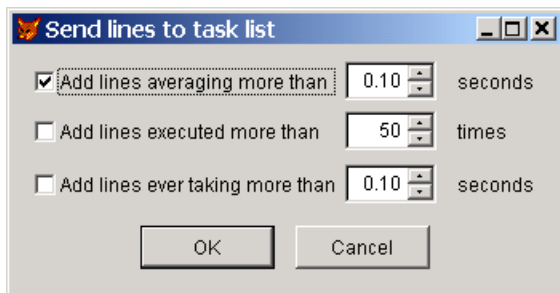 Send lines to task list
Add lines averaging more than 0.10 seconds
Add lines executed more than 50 times
Add lines ever taking more than 0.10 seconds
OK Cancel